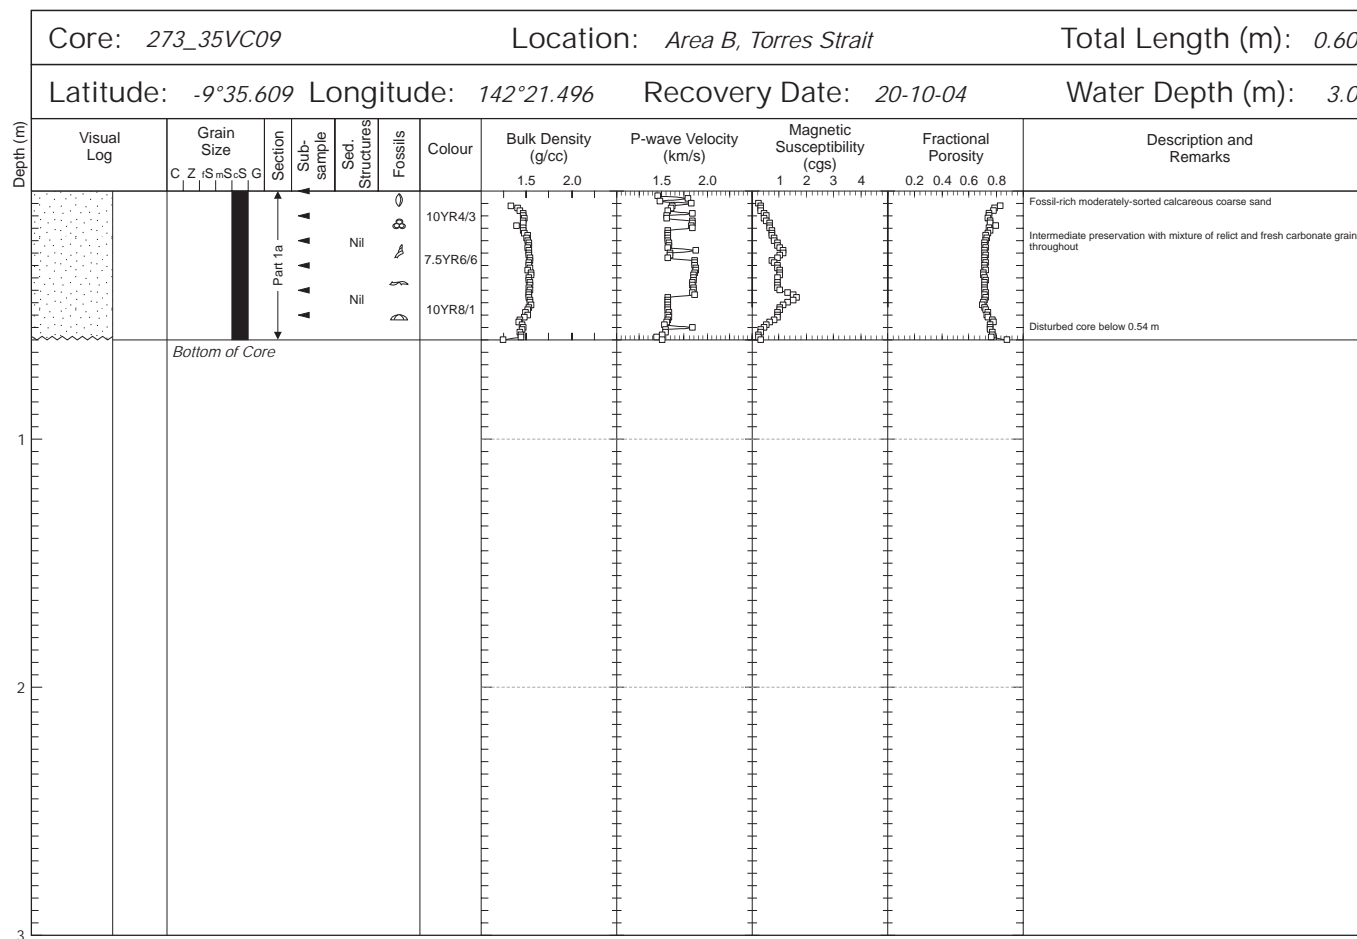 Core: 273_35VC09 Location: Area B, Torres Strait Total Length (m): 0.60
Latitude: -9°35.609 Longitude: 142°21.496 Recovery Date: 20-10-04 Water Depth (m): 3.0
Depth (m)
Visual
Log
Grain
Size
C Z fS mS cS G
Section
Sub-
sample
Sed.
Structures
Fossils
Colour
Bulk Density
(g/cc)
1.5 2.0
P-wave Velocity
(km/s)
1.5 2.0
Magnetic
Susceptibility
(cgs)
1 2 3 4
Fractional
Porosity
0.2 0.4 0.6 0.8
Description and
Remarks
Part 1a
Nil
Nil
10YR4/3
7.5YR6/6
10YR8/1
Fossil-rich moderately-sorted calcareous coarse sand
Intermediate preservation with mixture of relict and fresh carbonate grain
throughout
Disturbed core below 0.54 m
Bottom of Core
1
2
3